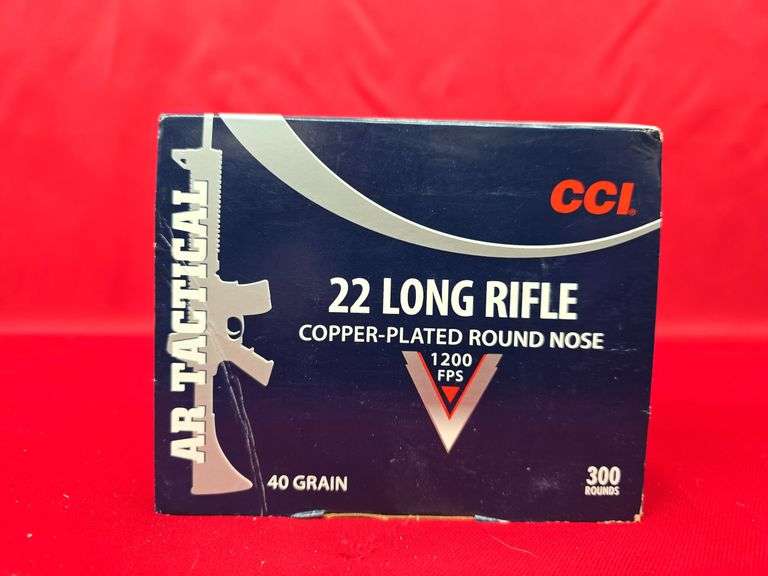 CCI
AR TACTICAL
22 LONG RIFLE
COPPER-PLATED ROUND NOSE
1200
FPS
40 GRAIN
300
ROUNDS